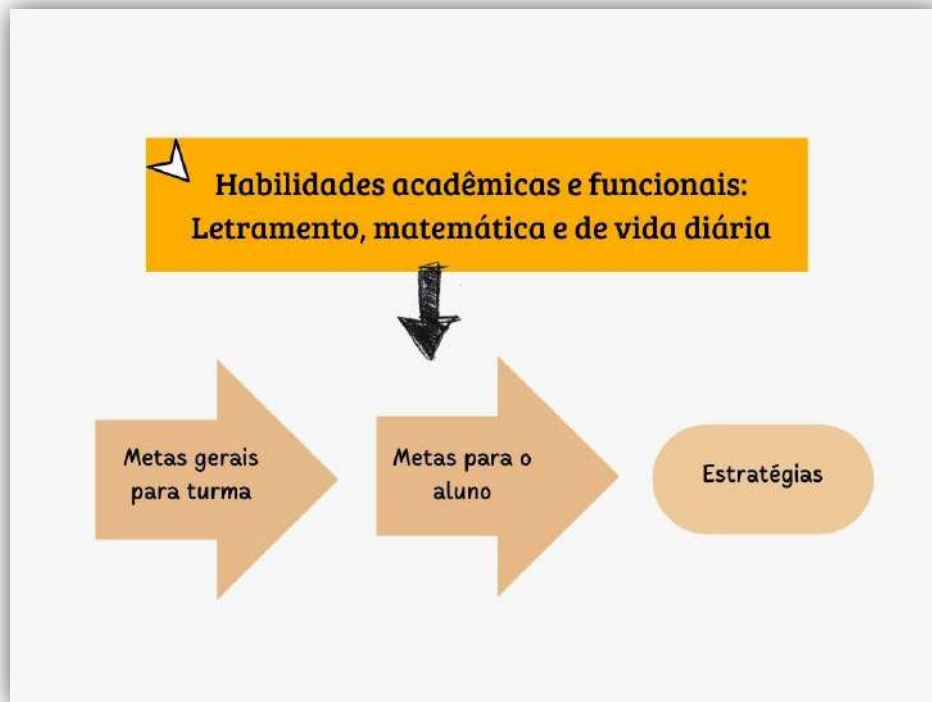 Habilidades acadêmicas e funcionais:
Letramento, matemática e de vida diária
Metas gerais
para turma
Metas para o
aluno
Estratégias